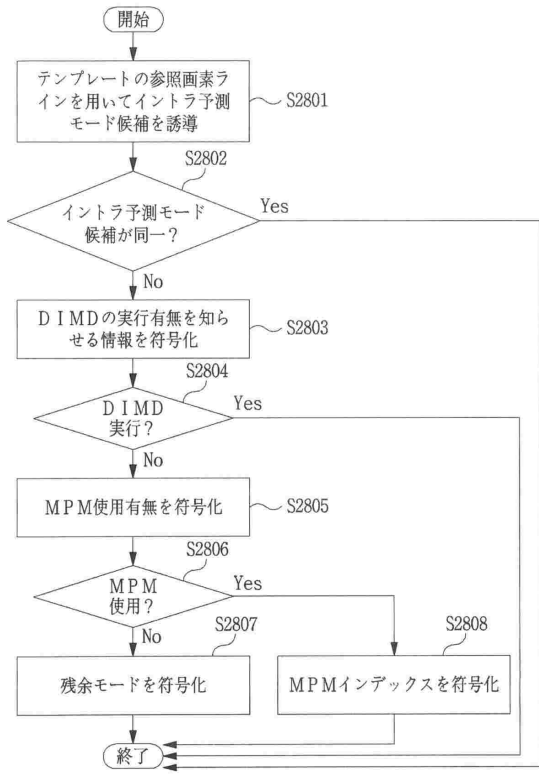 開始
テンプレートの参照画素ラ
インを用いてイントラ予測
モード候補を誘導
S2801
S2802
イントラ予測モード
候補が同一？
Yes
No
ＤＩＭＤの実行有無を知ら
せる情報を符号化
S2803
S2804
ＤＩＭＤ
実行？
Yes
No
ＭＰＭ使用有無を符号化
S2805
S2806
ＭＰＭ
使用？
Yes
No
S2807
残余モードを符号化
S2808
ＭＰＭインデックスを符号化
終了